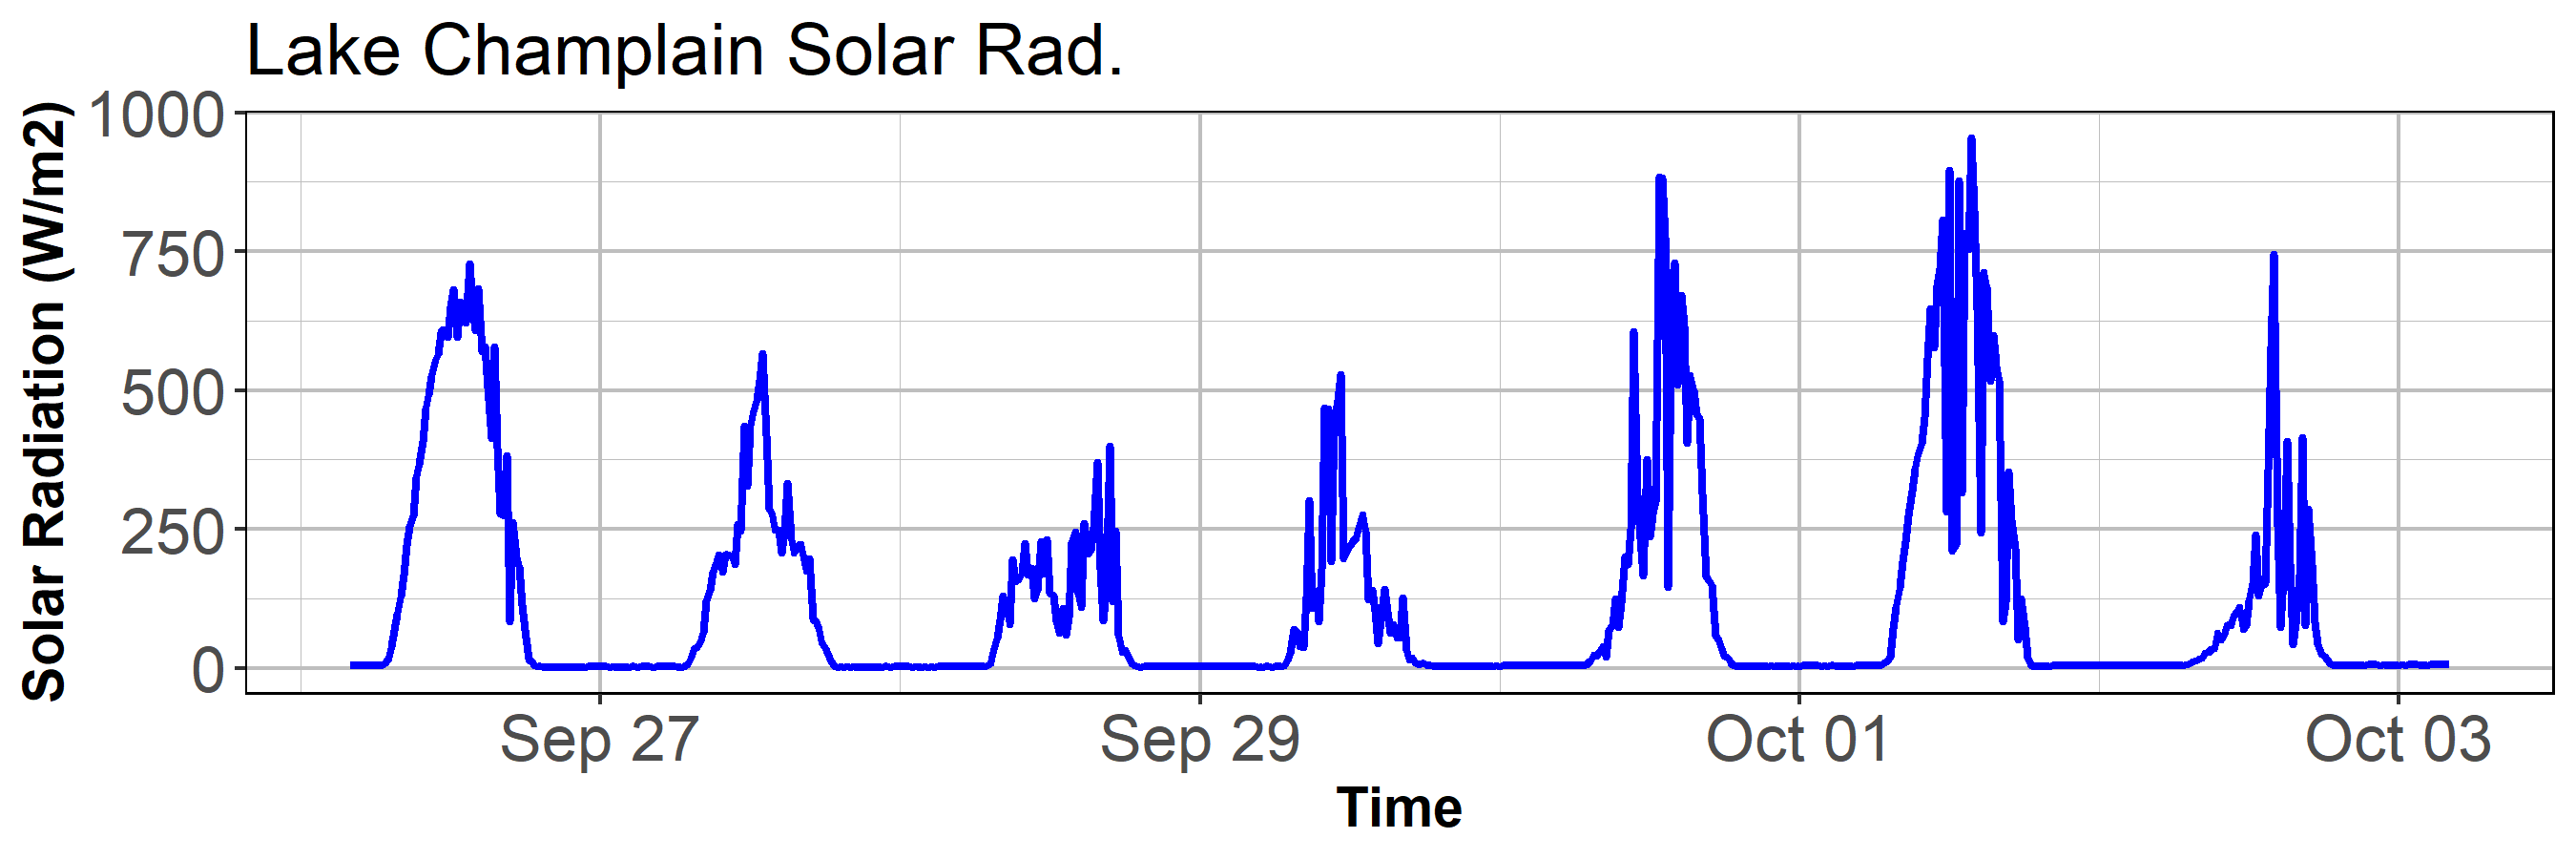 Lake Champlain Solar Rad.
Solar Radiation (W/m2)
1000
750
500
250
0
Sep 27
Sep 29
Oct 01
Oct 03
Time